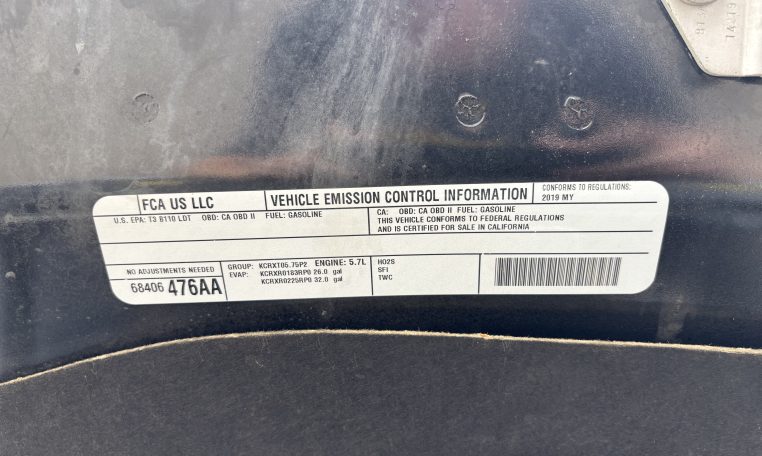 FCA US LLC
VEHICLE EMISSION CONTROL INFORMATION
CONFORMS TO REGULATIONS:
2019 MY
U.S. EPA: T3 B110 LDT OBD: CA OBD II FUEL: GASOLINE
CA: OBD: CA OBD II FUEL: GASOLINE
THIS VEHICLE CONFORMS TO FEDERAL REGULATIONS
AND IS CERTIFIED FOR SALE IN CALIFORNIA
NO ADJUSTMENTS NEEDED
68406 476AA
GROUP: KCRXT05.75P2 ENGINE: 5.7L
EVAP: KCRXR0183RP0 26.0 gal
KCRXR0225RP0 32.0 gal
HO2S
SFI
TWC